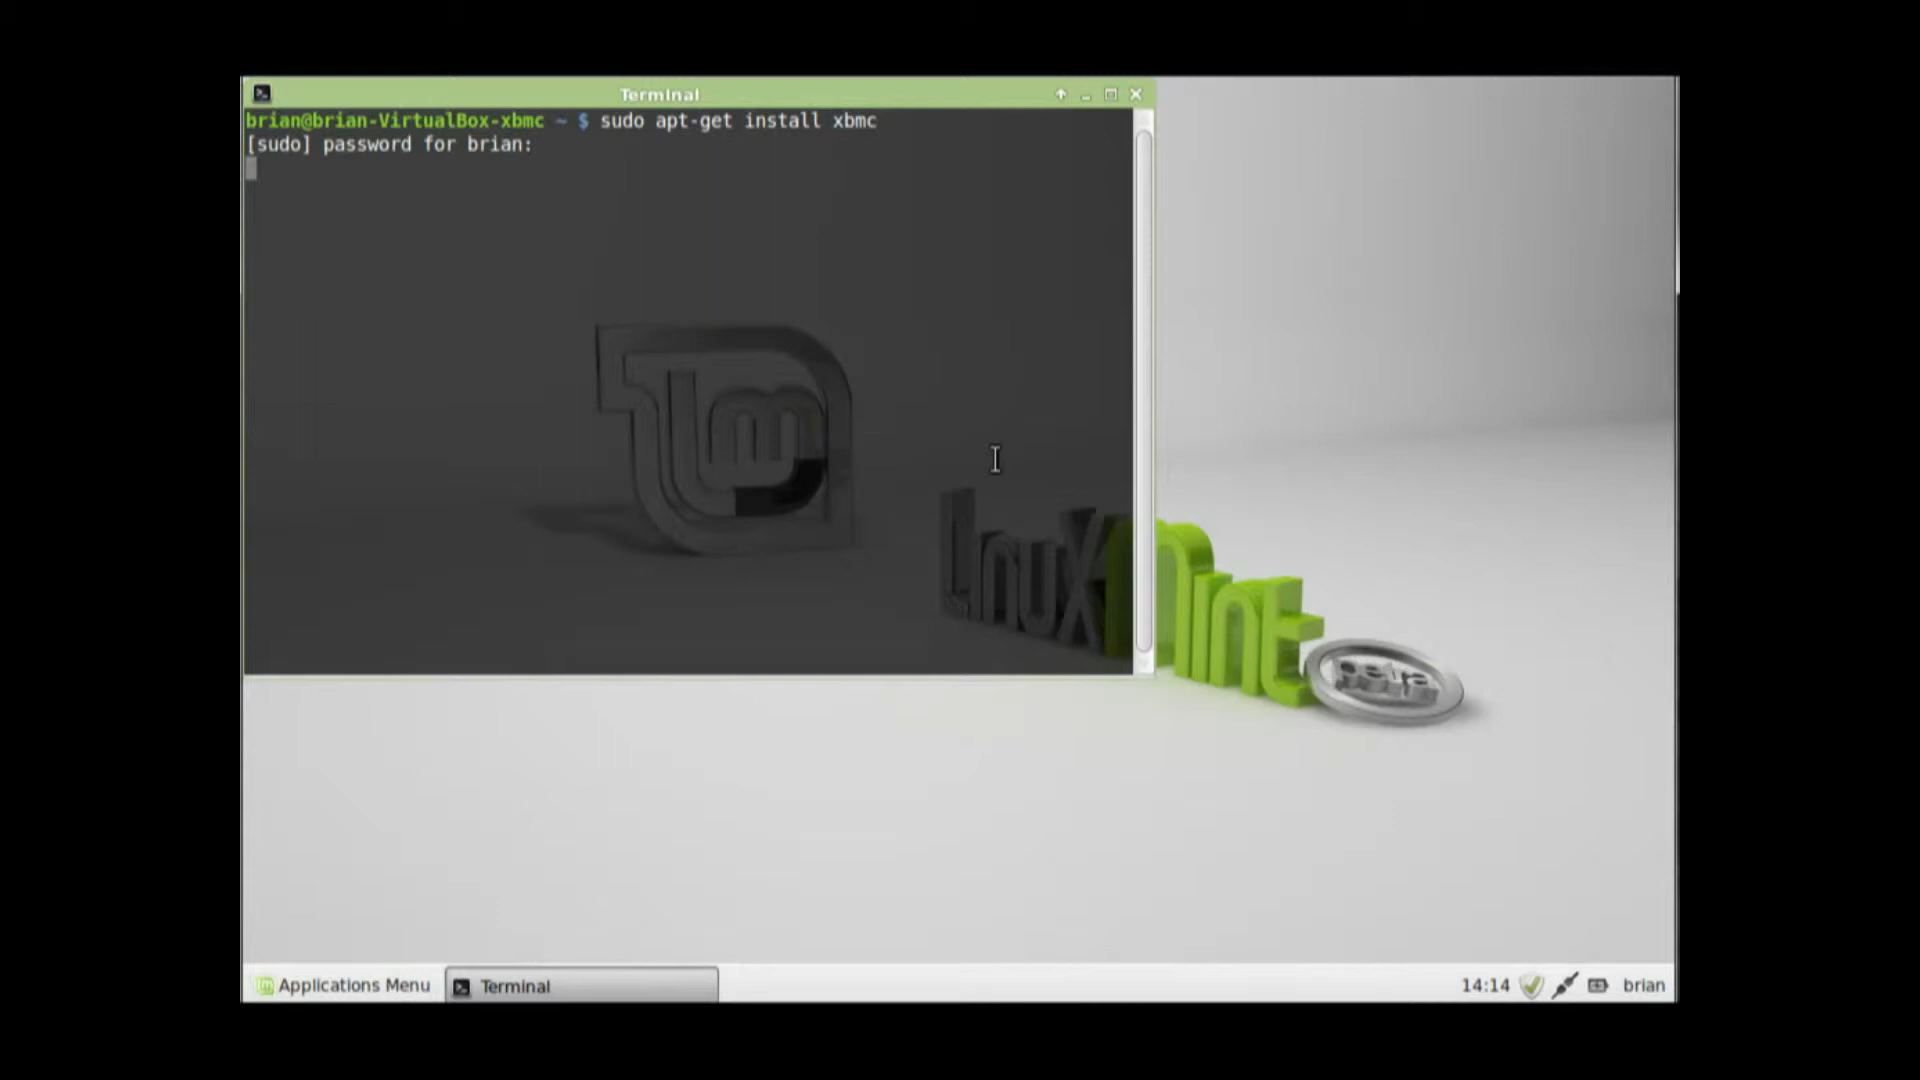 Terminal
brian@brian-VirtualBox-xbmc ~ $ sudo apt-get install xbmc
[sudo] password for brian:
lm
Linux Mint
Applications Menu
Terminal
14:14
brian